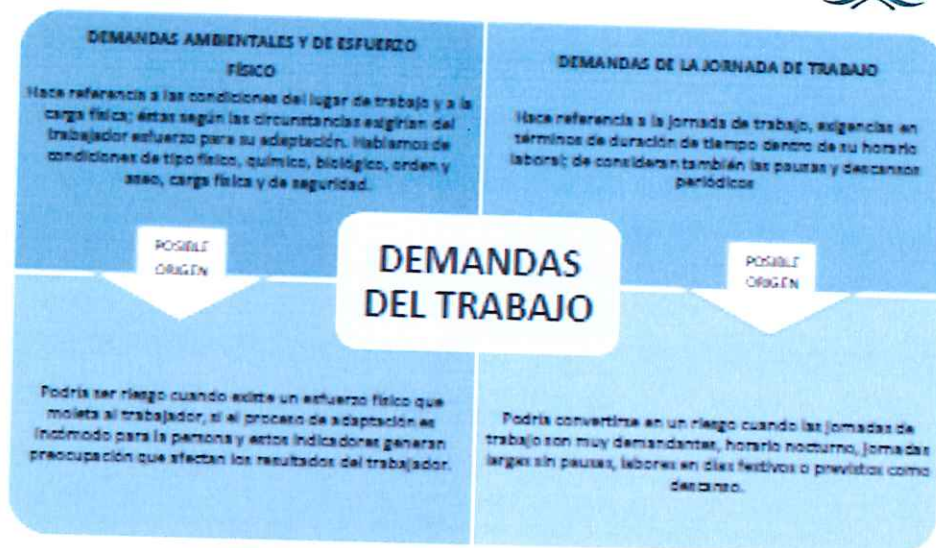 DEMANDAS AMBIENTALES Y DE ESFUERZO
FÍSICO
Hace referencia a las condiciones del lugar de trabajo y a la
carga física; éstas según las circunstancias exigirían del
trabajador esfuerzo para su adaptación. Hablamos de
condiciones de tipo físico, químico, biológico, orden y
aseo, carga física y de seguridad.
POSIBLE
ORIGEN
Podría ser riesgo cuando existe un esfuerzo físico que
molesta al trabajador, si el proceso de adaptación es
incómodo para la persona y estos indicadores generan
preocupación que afectan los resultados del trabajador.
DEMANDAS
DEL TRABAJO
DEMANDAS DE LA JORNADA DE TRABAJO
Hace referencia a la jornada de trabajo, exigencias en
términos de duración de tiempo dentro de su horario
laboral; de consideran también las pausas y descansos
periódicos
POSIBLE
ORIGEN
Podría convertirse en un riesgo cuando las jornadas de
trabajo son muy demandantes, horario nocturno, jornadas
largas sin pausas, labores en días festivos o previstos como
descanso.